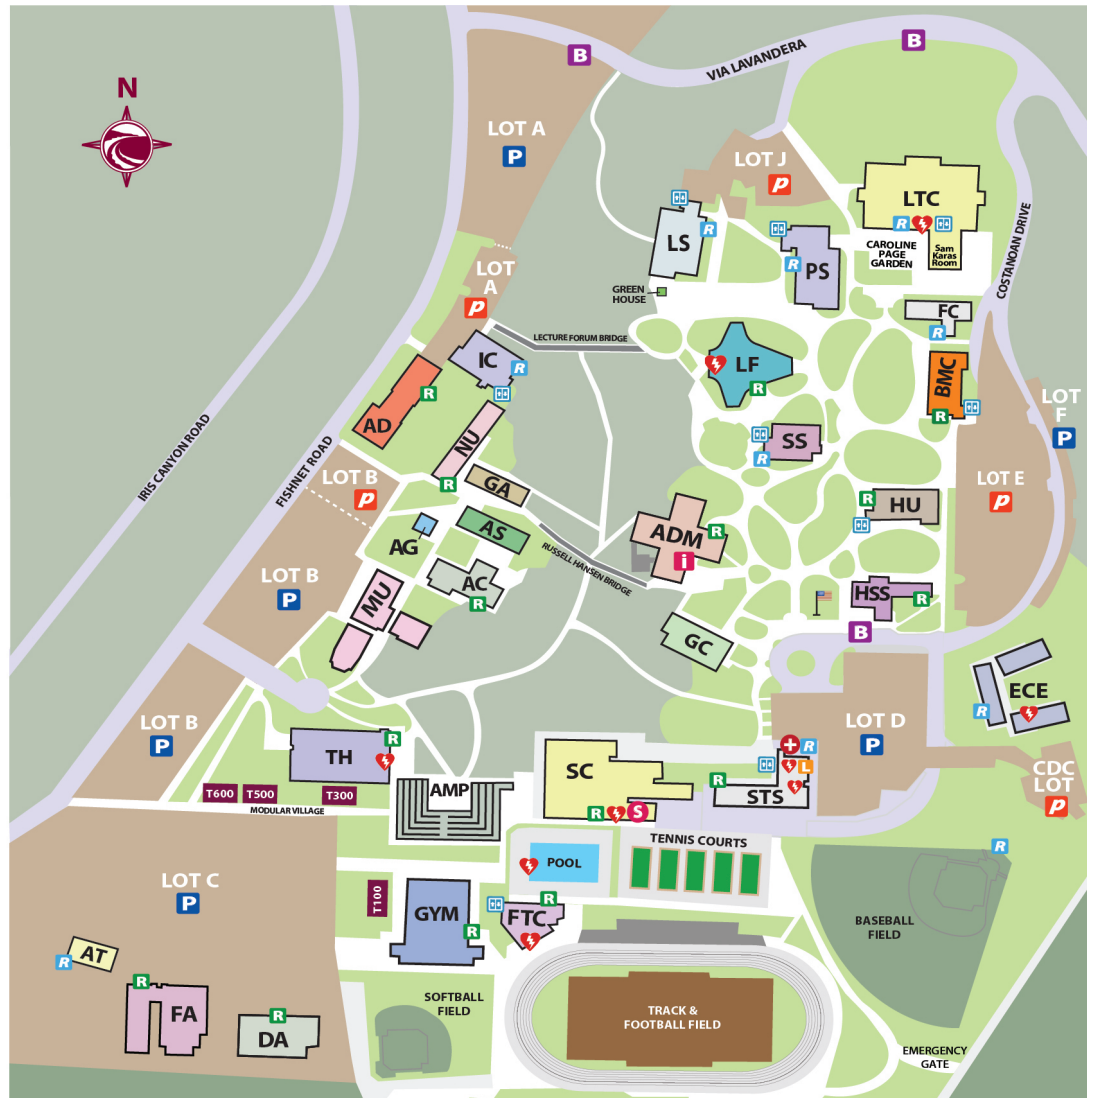 N
B
VIA LAVANDERA
B
LOT A
P
LOT J
P
LTC
R
CAROLINE
PAGE
GARDEN
Sam
Karas
Room
COSTANOAN DRIVE
LS
R
PS
R
GREEN
HOUSE
LOT
A
P
FC
R
LECTURE FORUM BRIDGE
IC
R
LF
R
BMC
R
LOT
F
P
AD
R
NU
R
SS
R
IRIS CANYON ROAD
FISHNET ROAD
LOT B
P
GA
LOT E
P
HU
R
AG
AS
ADM
R
i
RUSSELL HANSEN BRIDGE
LOT B
P
MU
AC
R
HSS
R
B
GC
ECE
R
LOT B
P
LOT D
P
TH
R
SC
R
S
R
L
STS
R
CDC
LOT
P
T600
T500
T300
MODULAR VILLAGE
AMP
TENNIS COURTS
POOL
R
LOT C
P
T100
GYM
R
FTC
R
BASEBALL
FIELD
AT
R
R
FA
R
DA
SOFTBALL
FIELD
TRACK &
FOOTBALL FIELD
EMERGENCY
GATE